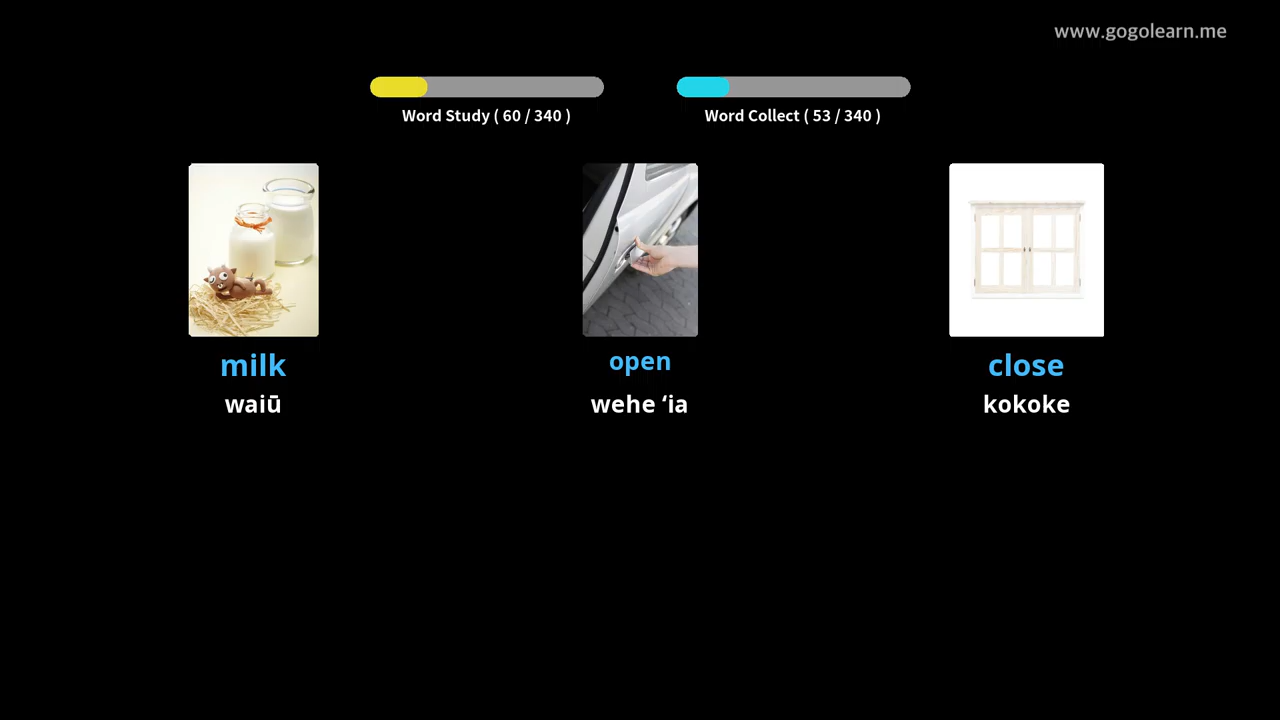 www.gogolearn.me
Word Study ( 60 / 340 )
Word Collect ( 53 / 340 )
milk
open
close
waiū
wehe ʻia
kokoke